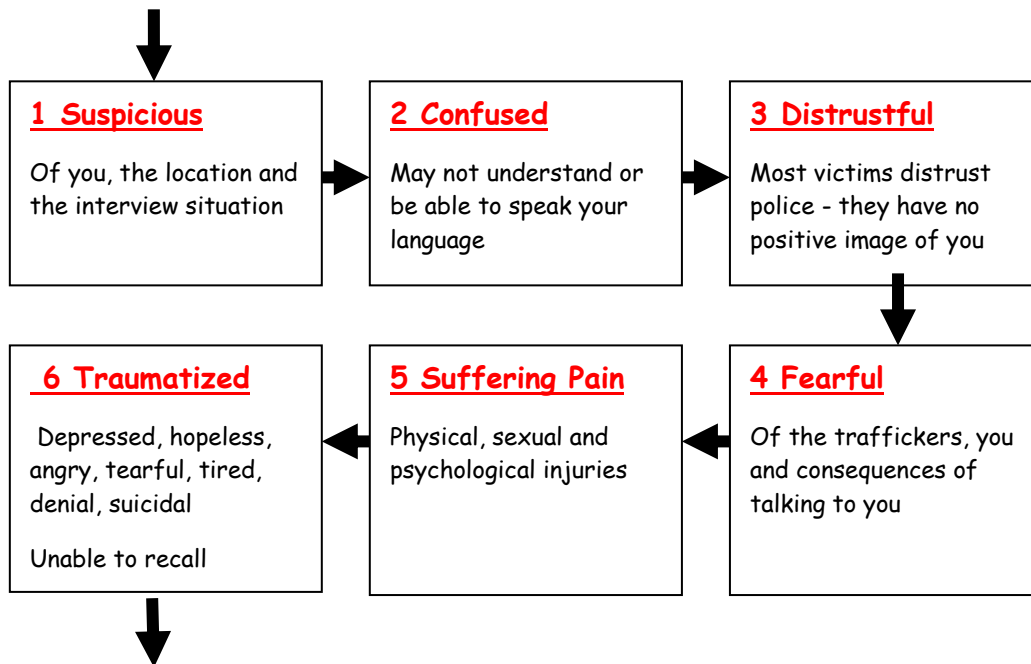 1 Suspicious
Of you, the location and
the interview situation
2 Confused
May not understand or
be able to speak your
language
3 Distrustful
Most victims distrust
police - they have no
positive image of you
4 Fearful
Of the traffickers, you
and consequences of
talking to you
5 Suffering Pain
Physical, sexual and
psychological injuries
6 Traumatized
Depressed, hopeless,
angry, tearful, tired,
denial, suicidal
Unable to recall